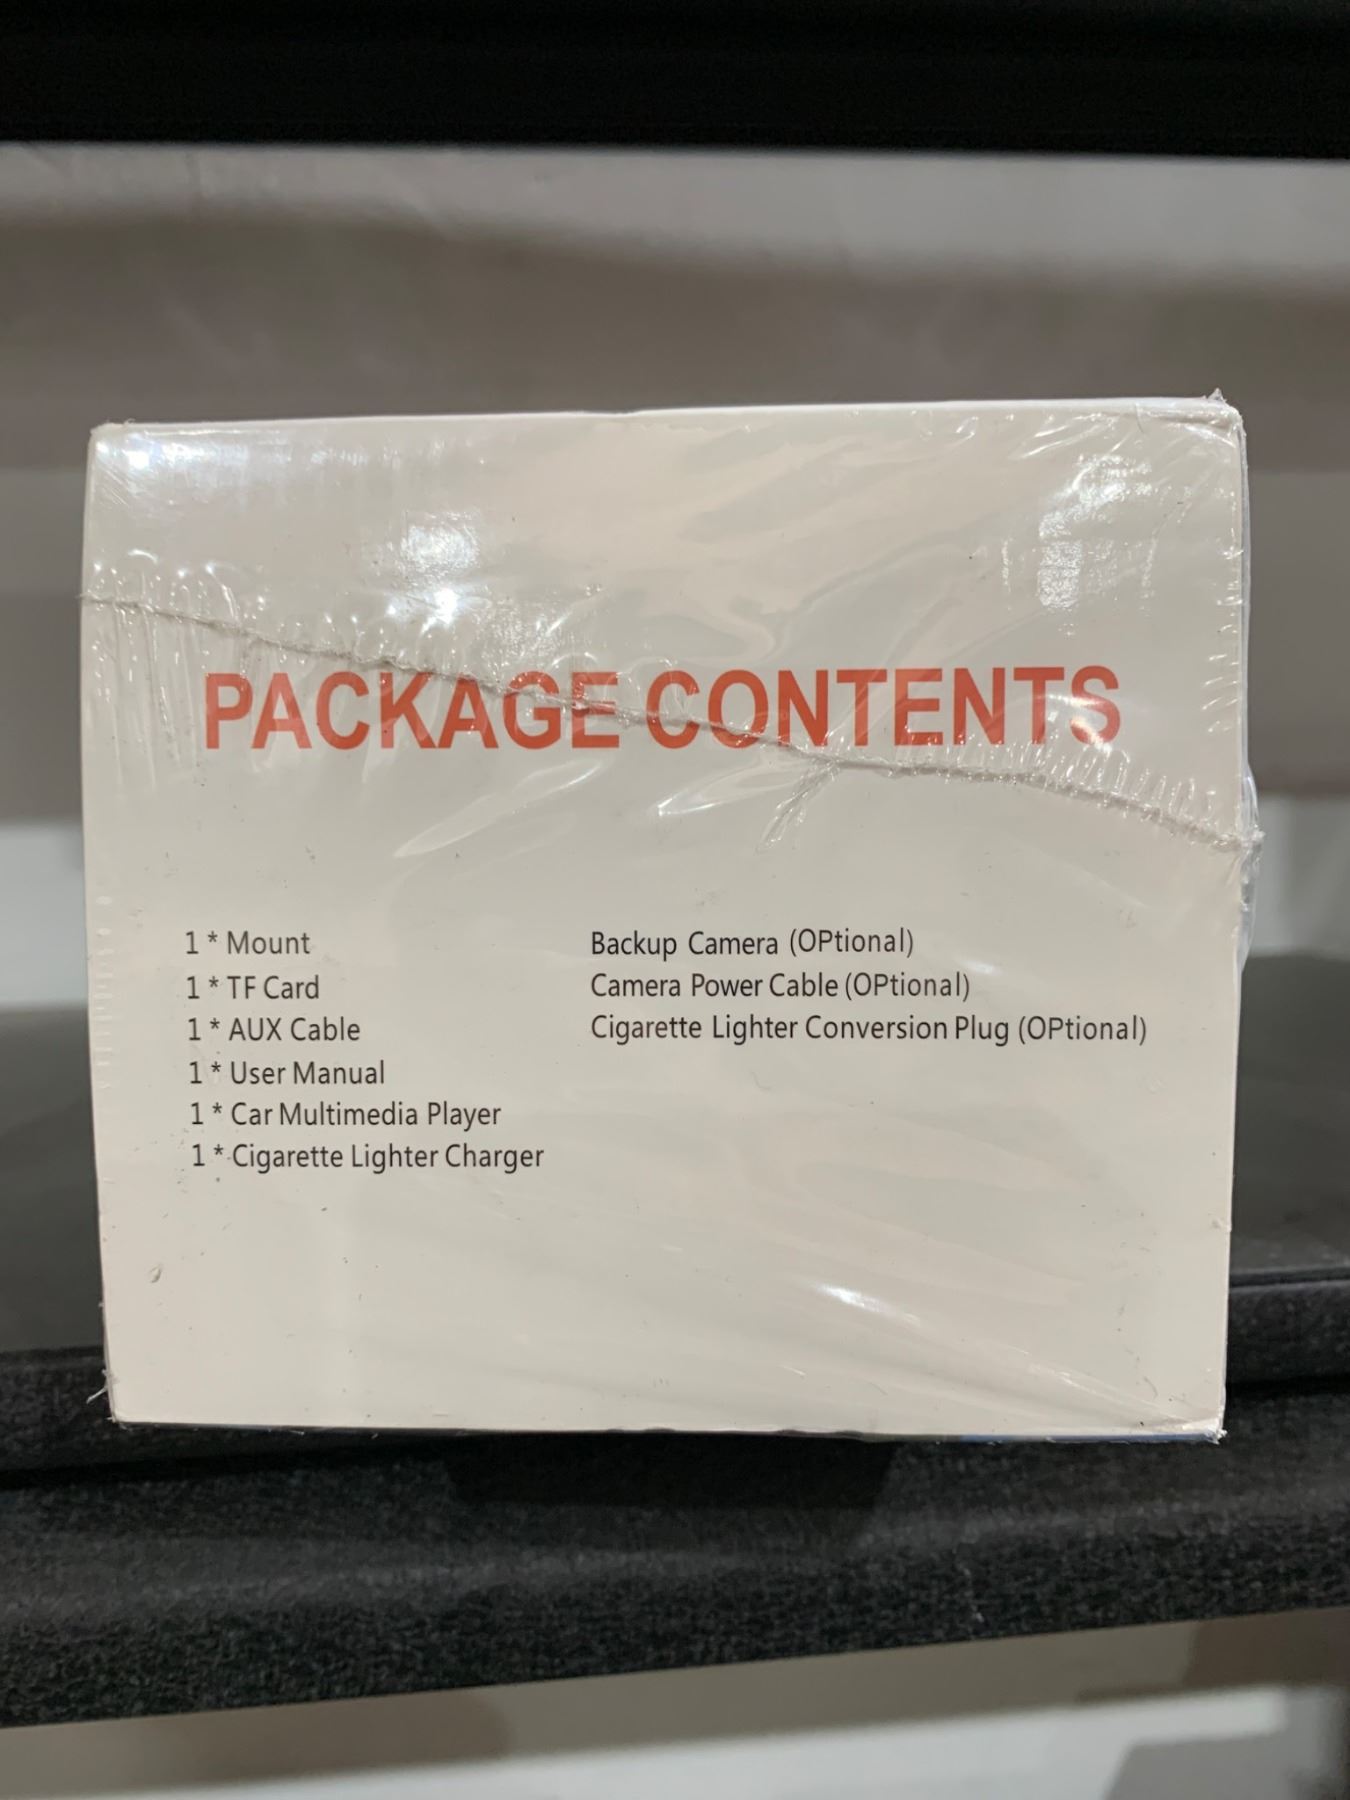 PACKAGE CONTENTS
1 * Mount
1 * TF Card
1 * AUX Cable
1 * User Manual
1 * Car Multimedia Player
1 * Cigarette Lighter Charger
Backup Camera (OPtional)
Camera Power Cable (OPtional)
Cigarette Lighter Conversion Plug (OPtional)